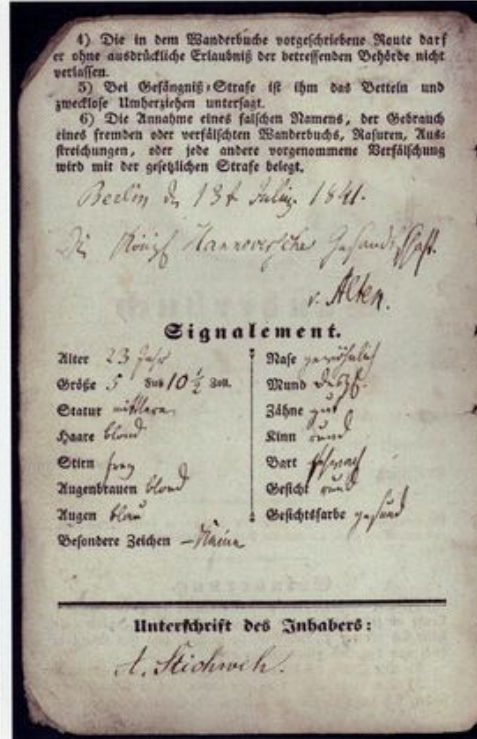 4) Die in dem Wanderbuche vorgeschriebene Route darf
er ohne ausdrückliche Erlaubniß der betreffenden Behörde nicht
verlassen.
5) Bei Gefängniß-Strafe ist ihm das Betteln und
zwecklose Umherziehen untersagt.
6) Die Annahme eines falschen Namens, der Gebrauch
eines fremden oder verfälschten Wanderbuchs, Rasuren, Aus-
streichungen, oder jede andere vorgenommene Verfälschung
wird mit der gesetzlichen Strafe belegt.
Berlin d. 13t July 1841.
Die Königl Hannoversche Gesandtschaft.
v. Alten.
Signalement.
Alter 23 Jahr
Größe 5 Fuß 10 ½ Zoll.
Statur mittlere
Haare blond
Stirn frey
Augenbrauen blond
Augen blau
Besondere Zeichen – Keine
Nase gewöhnlich
Mund desgl.
Zähne gut
Kinn rund
Bart schwach
Gesicht rund
Gesichtsfarbe gesund
Unterschrift des Inhabers:
A. Stichweh.